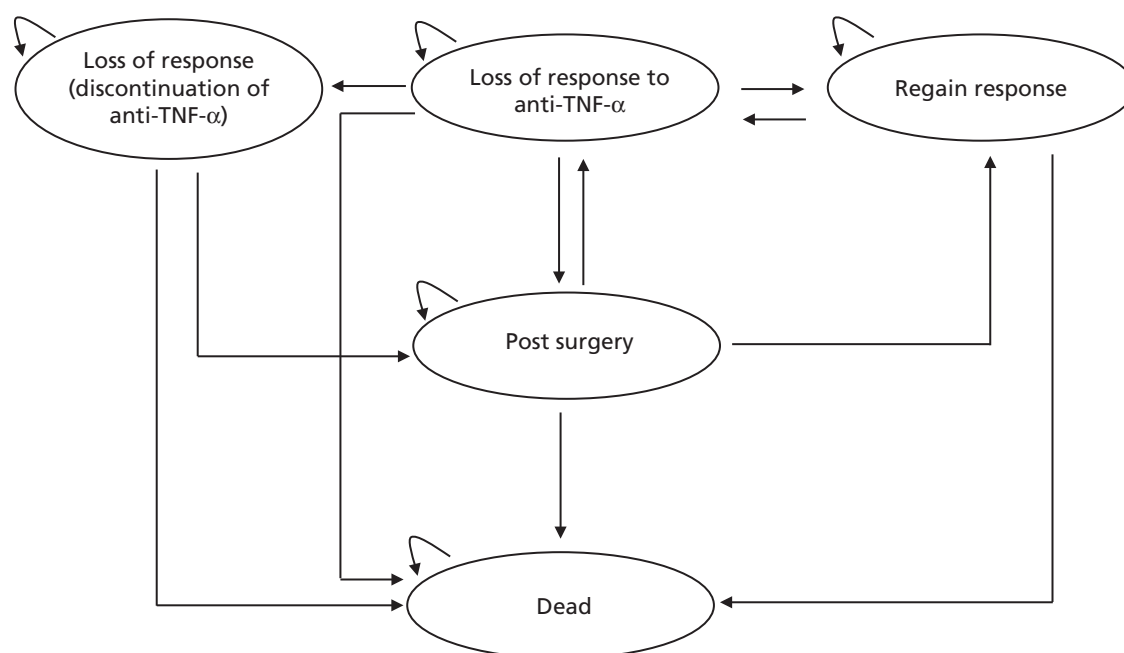 Loss of response
(discontinuation of
anti-TNF-α)
Loss of response to
anti-TNF-α
Regain response
Post surgery
Dead